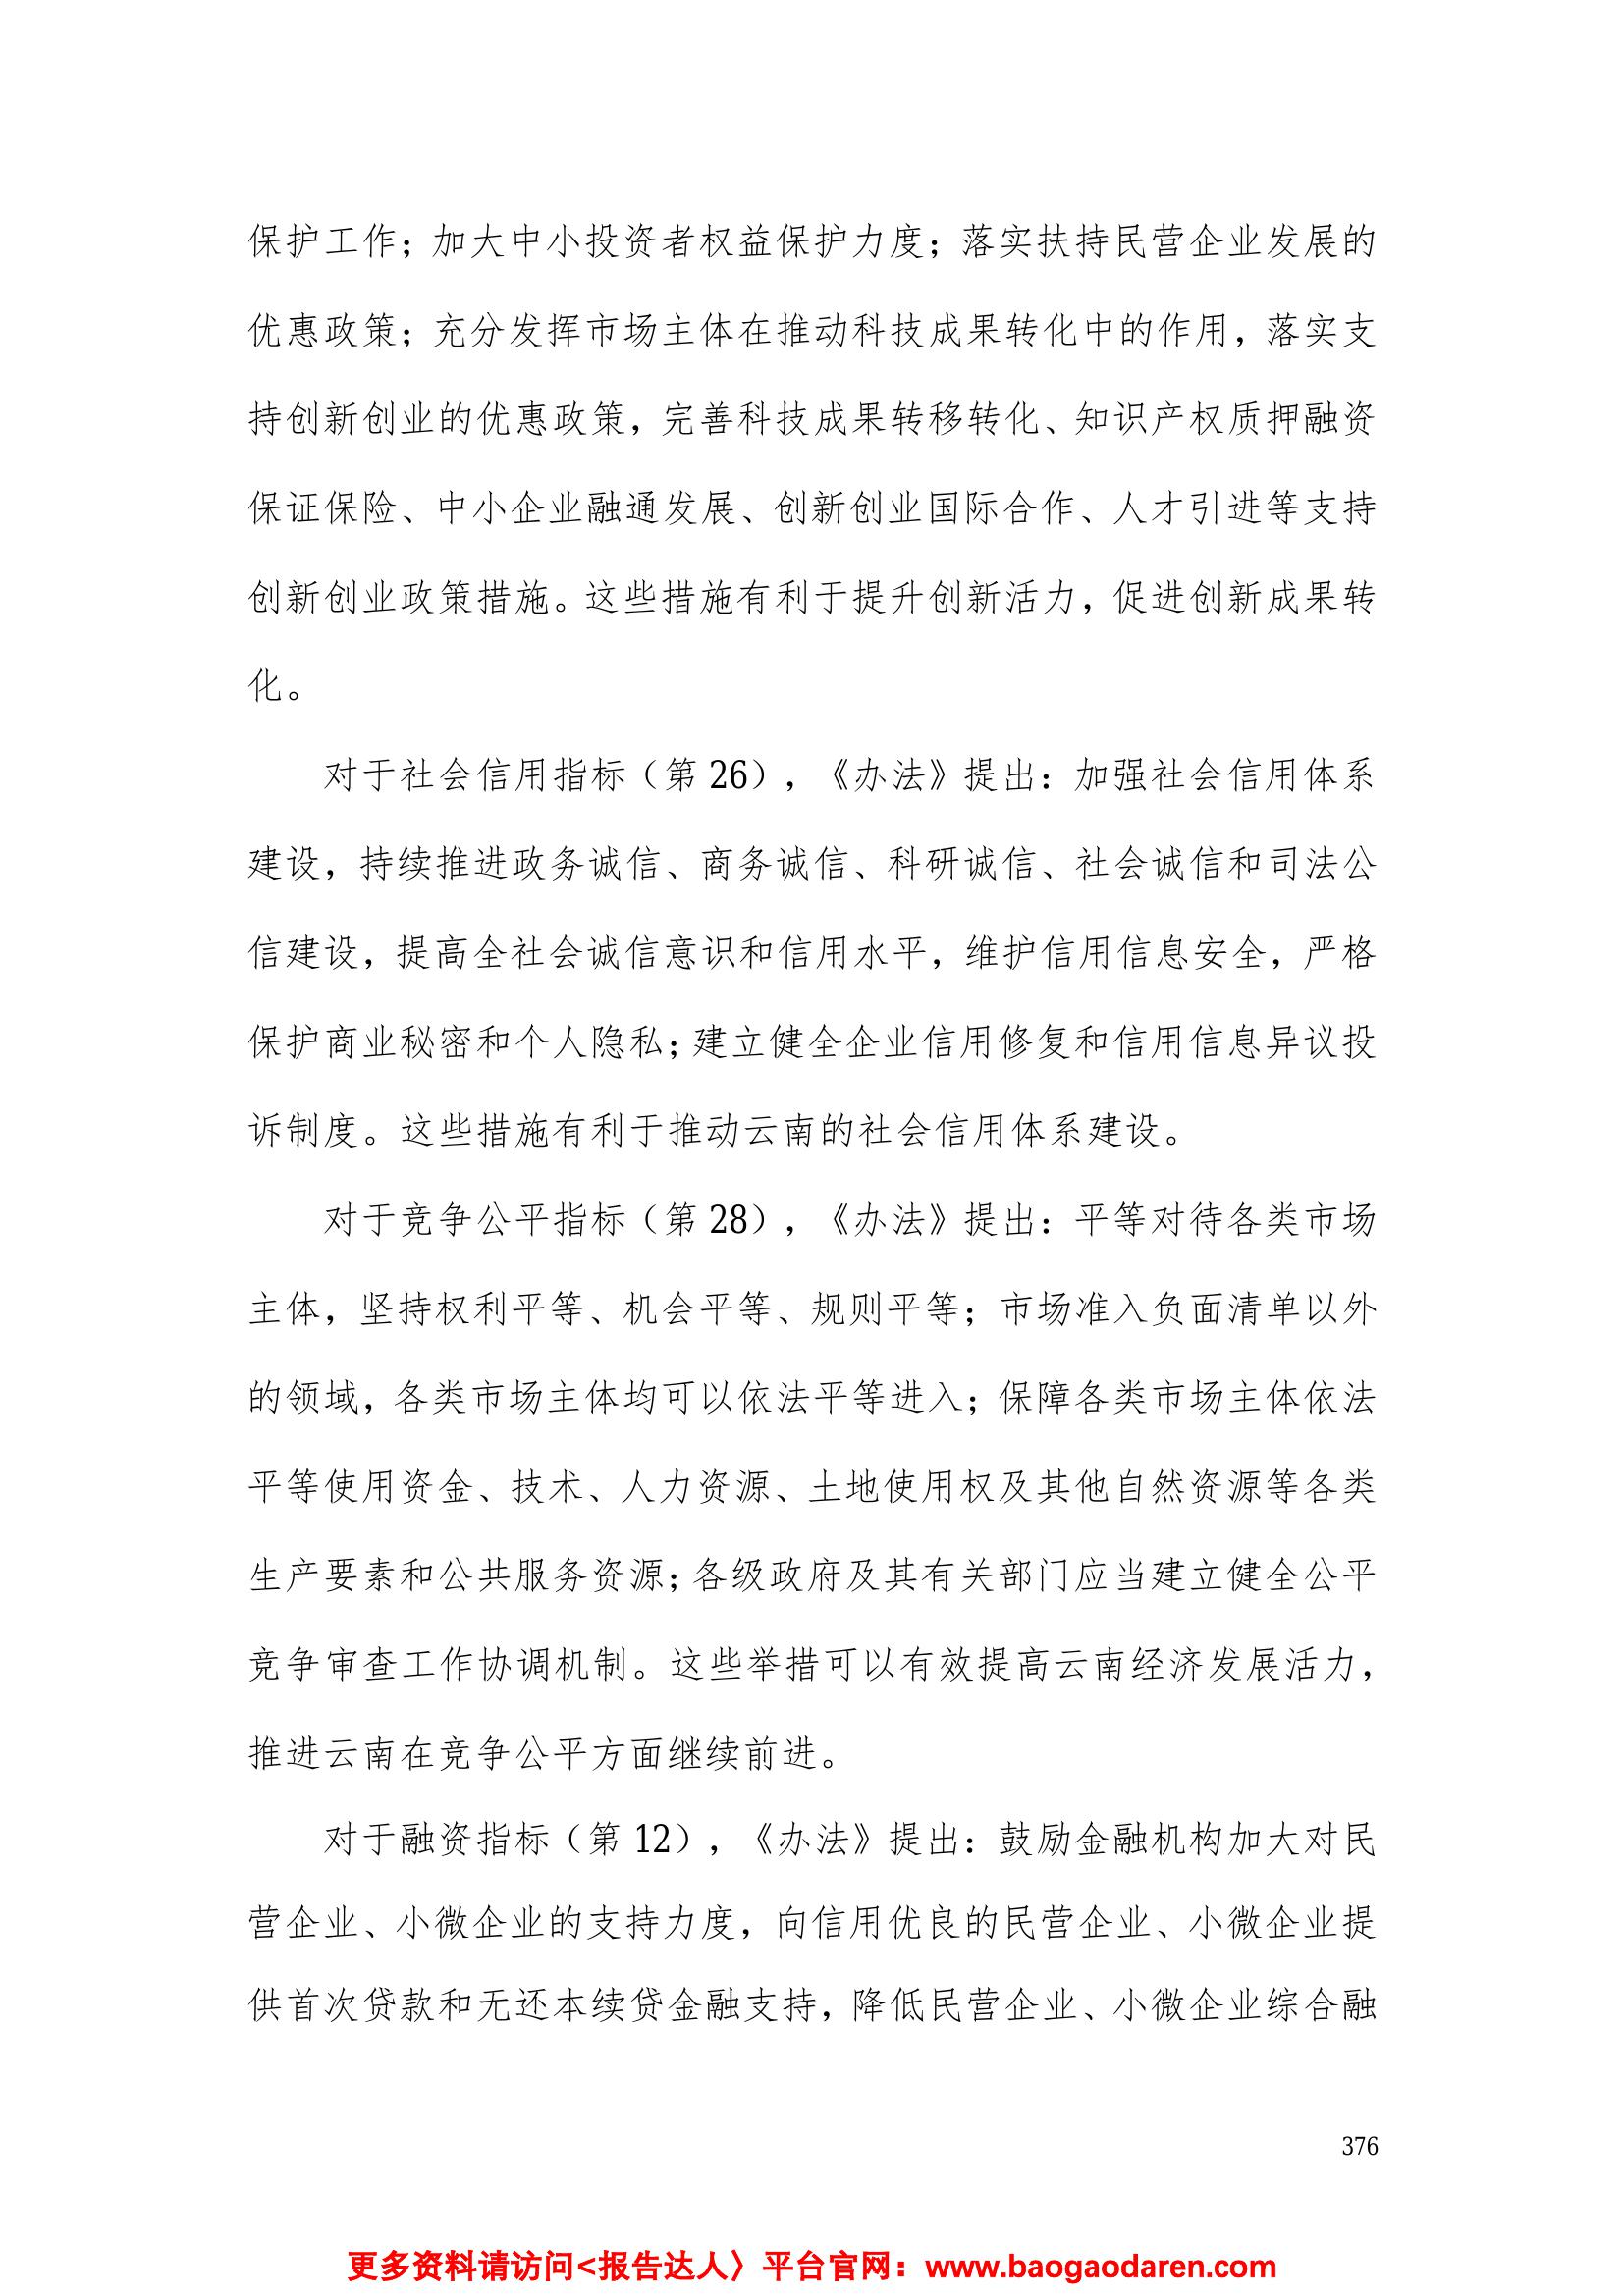 保护工作；加大中小投资者权益保护力度；落实扶持民营企业发展的
优惠政策；充分发挥市场主体在推动科技成果转化中的作用，落实支
持创新创业的优惠政策，完善科技成果转移转化、知识产权质押融资
保证保险、中小企业融通发展、创新创业国际合作、人才引进等支持
创新创业政策措施。这些措施有利于提升创新活力，促进创新成果转
化。
对于社会信用指标（第 26），《办法》提出：加强社会信用体系
建设，持续推进政务诚信、商务诚信、科研诚信、社会诚信和司法公
信建设，提高全社会诚信意识和信用水平，维护信用信息安全，严格
保护商业秘密和个人隐私；建立健全企业信用修复和信用信息异议投
诉制度。这些措施有利于推动云南的社会信用体系建设。
对于竞争公平指标（第 28），《办法》提出：平等对待各类市场
主体，坚持权利平等、机会平等、规则平等；市场准入负面清单以外
的领域，各类市场主体均可以依法平等进入；保障各类市场主体依法
平等使用资金、技术、人力资源、土地使用权及其他自然资源等各类
生产要素和公共服务资源；各级政府及其有关部门应当建立健全公平
竞争审查工作协调机制。这些举措可以有效提高云南经济发展活力，
推进云南在竞争公平方面继续前进。
对于融资指标（第 12），《办法》提出：鼓励金融机构加大对民
营企业、小微企业的支持力度，向信用优良的民营企业、小微企业提
供首次贷款和无还本续贷金融支持，降低民营企业、小微企业综合融
376
更多资料请访问<报告达人〉平台官网：www.baogaodaren.com